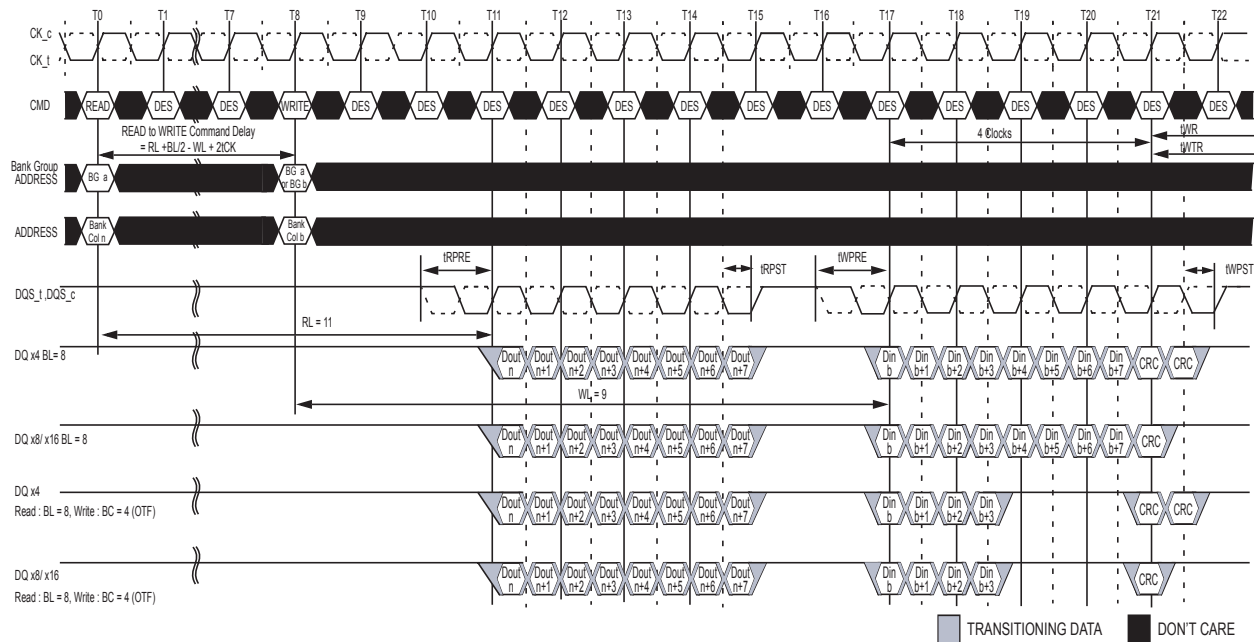 T0 T1 T7 T8 T9 T10 T11 T12 T13 T14 T15 T16 T17 T18 T19 T20 T21 T22
CK_c
CK_t
CMD READ DES DES WRITE DES DES DES DES DES DES DES DES DES DES DES DES DES DES
READ to WRITE Command Delay
= RL +BL/2 - WL + 2tCK
4 Clocks
tWR
tWTR
Bank Group
ADDRESS
BG a
BG a
or BG b
ADDRESS
Bank
Col n
Bank
Col b
tRPRE tRPST tWPRE tWPST
DQS_t ,DQS_c
RL = 11
DQ x4 BL= 8
Dout n Dout n+1 Dout n+2 Dout n+3 Dout n+4 Dout n+5 Dout n+6 Dout n+7 Din b Din b+1 Din b+2 Din b+3 Din b+4 Din b+5 Din b+6 Din b+7 CRC CRC
WL = 9
DQ x8/ x16 BL = 8
Dout n Dout n+1 Dout n+2 Dout n+3 Dout n+4 Dout n+5 Dout n+6 Dout n+7 Din b Din b+1 Din b+2 Din b+3 Din b+4 Din b+5 Din b+6 Din b+7 CRC
DQ x4
Read : BL = 8, Write : BC = 4 (OTF)
Dout n Dout n+1 Dout n+2 Dout n+3 Dout n+4 Dout n+5 Dout n+6 Dout n+7 Din b Din b+1 Din b+2 Din b+3 CRC CRC
DQ x8/ x16
Read : BL = 8, Write : BC = 4 (OTF)
Dout n Dout n+1 Dout n+2 Dout n+3 Dout n+4 Dout n+5 Dout n+6 Dout n+7 Din b Din b+1 Din b+2 Din b+3 CRC
TRANSITIONING DATA DON'T CARE